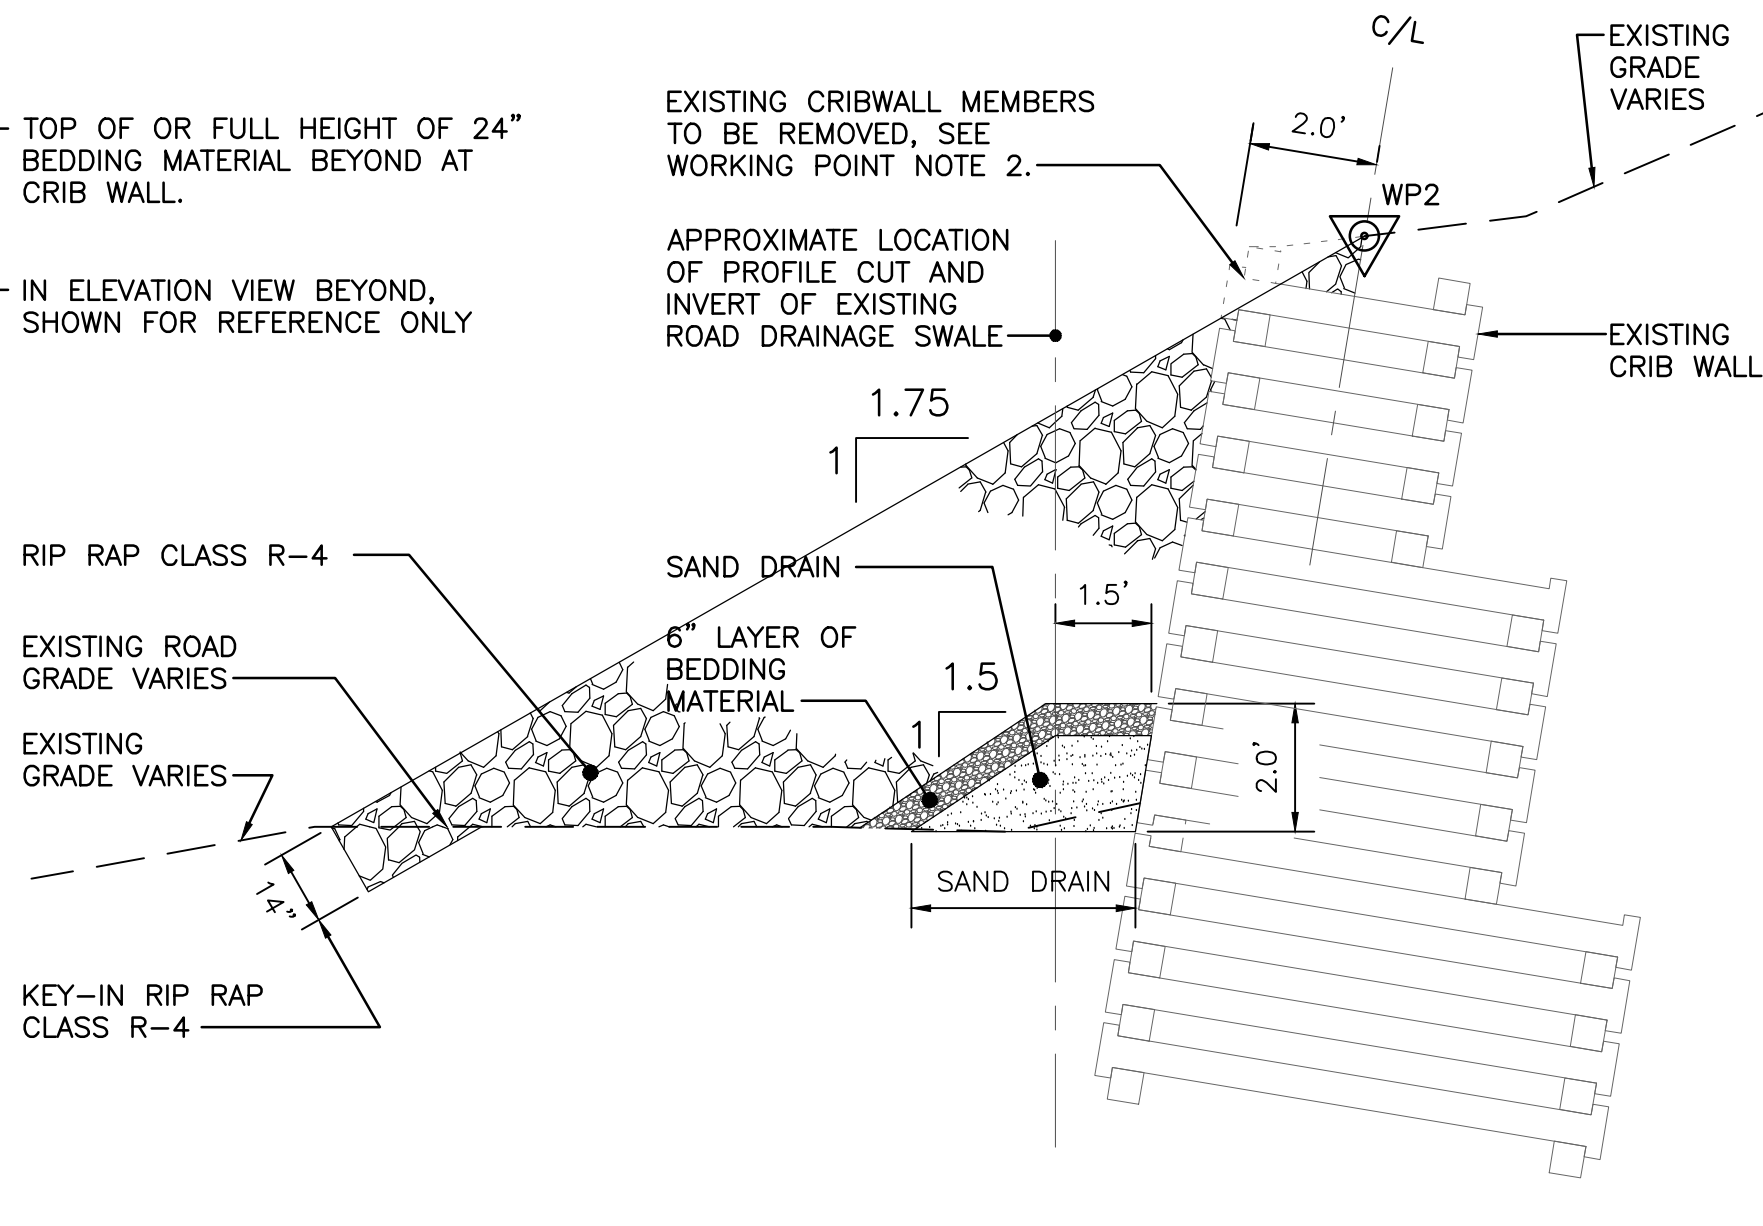 C/L
EXISTING
GRADE
VARIES
TOP OF OR FULL HEIGHT OF 24"
BEDDING MATERIAL BEYOND AT
CRIB WALL.
EXISTING CRIBWALL MEMBERS
TO BE REMOVED, SEE
WORKING POINT NOTE 2.
2.0'
WP2
APPROXIMATE LOCATION
OF PROFILE CUT AND
INVERT OF EXISTING
ROAD DRAINAGE SWALE
IN ELEVATION VIEW BEYOND,
SHOWN FOR REFERENCE ONLY
EXISTING
CRIB WALL
1.75
1
RIP RAP CLASS R-4
SAND DRAIN
1.5'
6" LAYER OF
BEDDING
MATERIAL
1.5
1
EXISTING ROAD
GRADE VARIES
EXISTING
GRADE VARIES
2.0'
SAND DRAIN
14"
KEY-IN RIP RAP
CLASS R-4